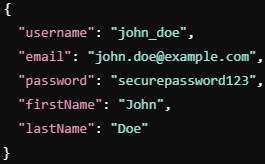 {
  "username": "john_doe",
  "email": "john.doe@example.com",
  "password": "securepassword123",
  "firstName": "John",
  "lastName": "Doe"
}